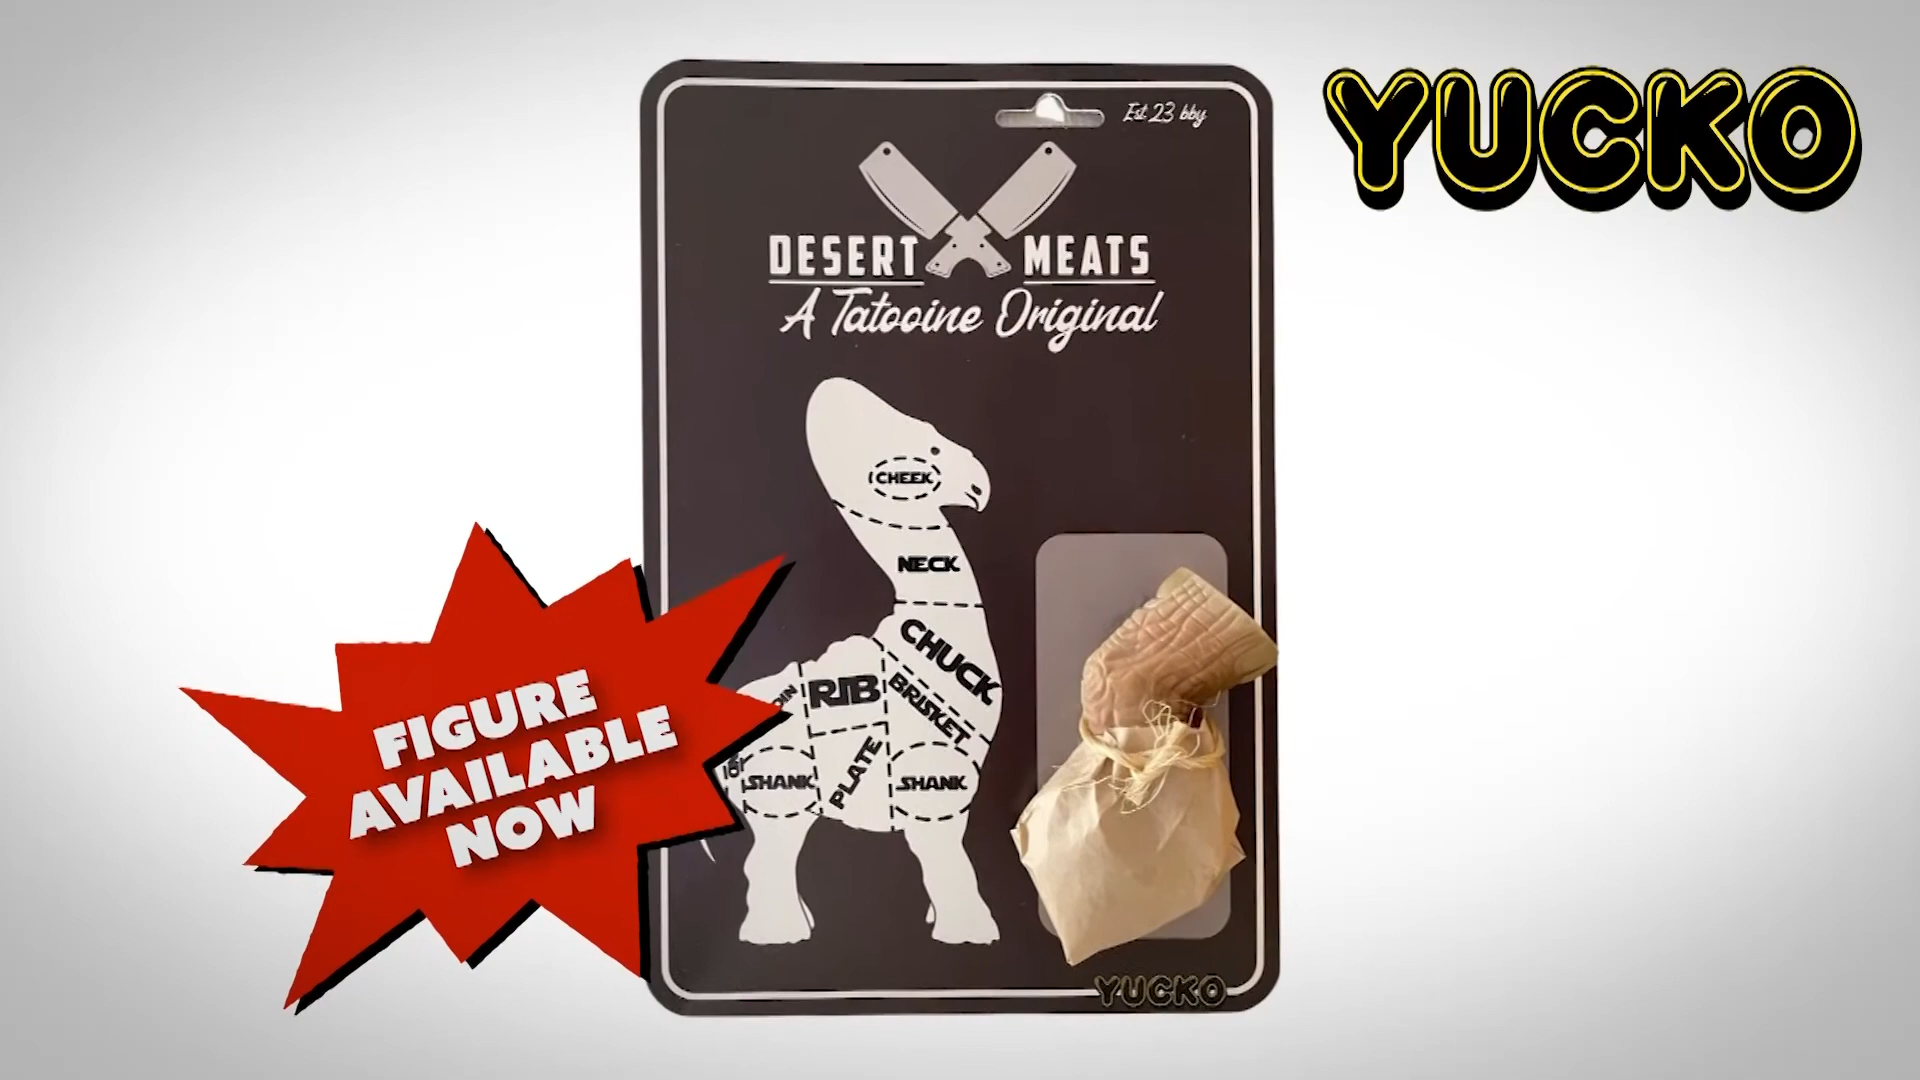 YUCKO
Est. 23 bby
DESERT MEATS
A Tatooine Original
CHEEK
NECK
CHUCK
RIB
BRISKET
PLATE
SHANK
SHANK
FIGURE
AVAILABLE
NOW
YUCKO